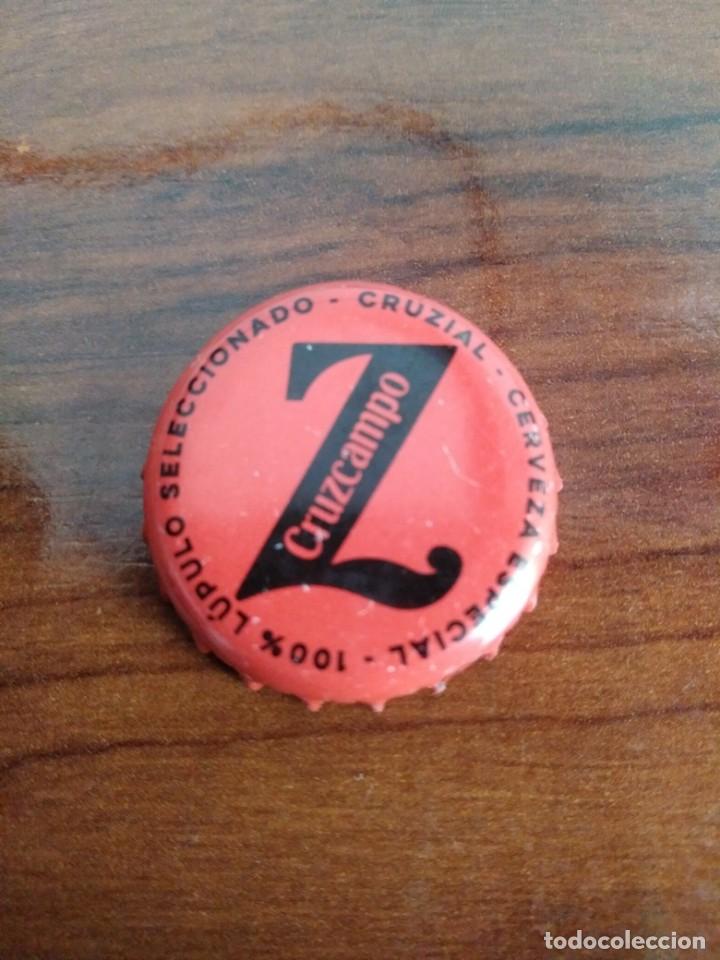 CRUZIAL - CERVEZA ESPECIAL - 100% LÚPULO SELECCIONADO -
Z
Cruzcampo
todocoleccion